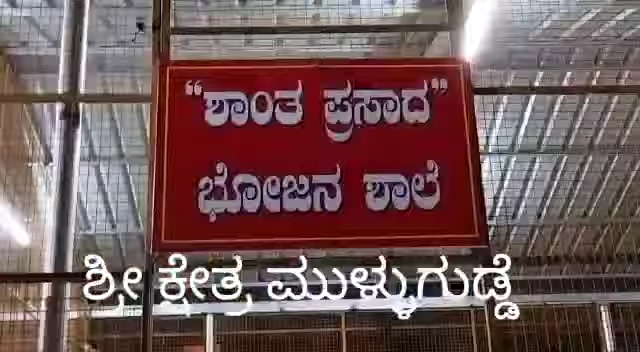 “ಶಾಂತ ಪ್ರಸಾದ”
ಭೋಜನ ಶಾಲೆ
ಶ್ರೀ ಕ್ಷೇತ್ರ ಮುಳ್ಳುಗುಡ್ಡೆ